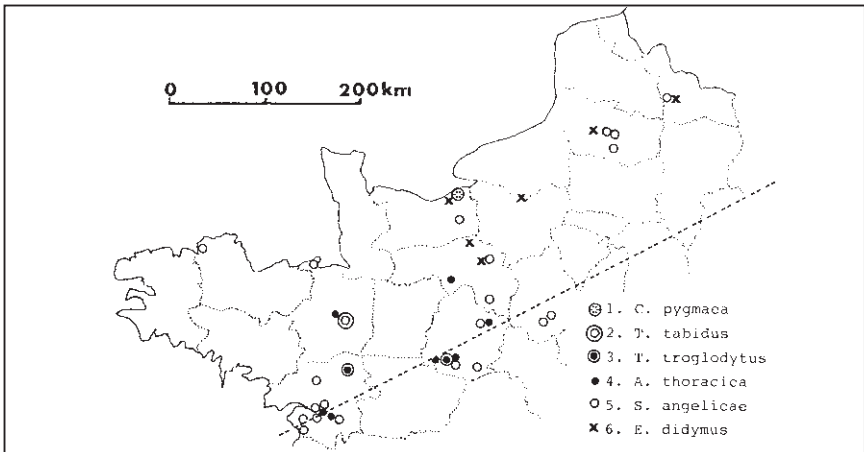 0 100 200km
1. C. pygmaea
2. T. tabidus
3. T. troglodytus
4. A. thoracica
5. S. angelicae
6. E. didymus